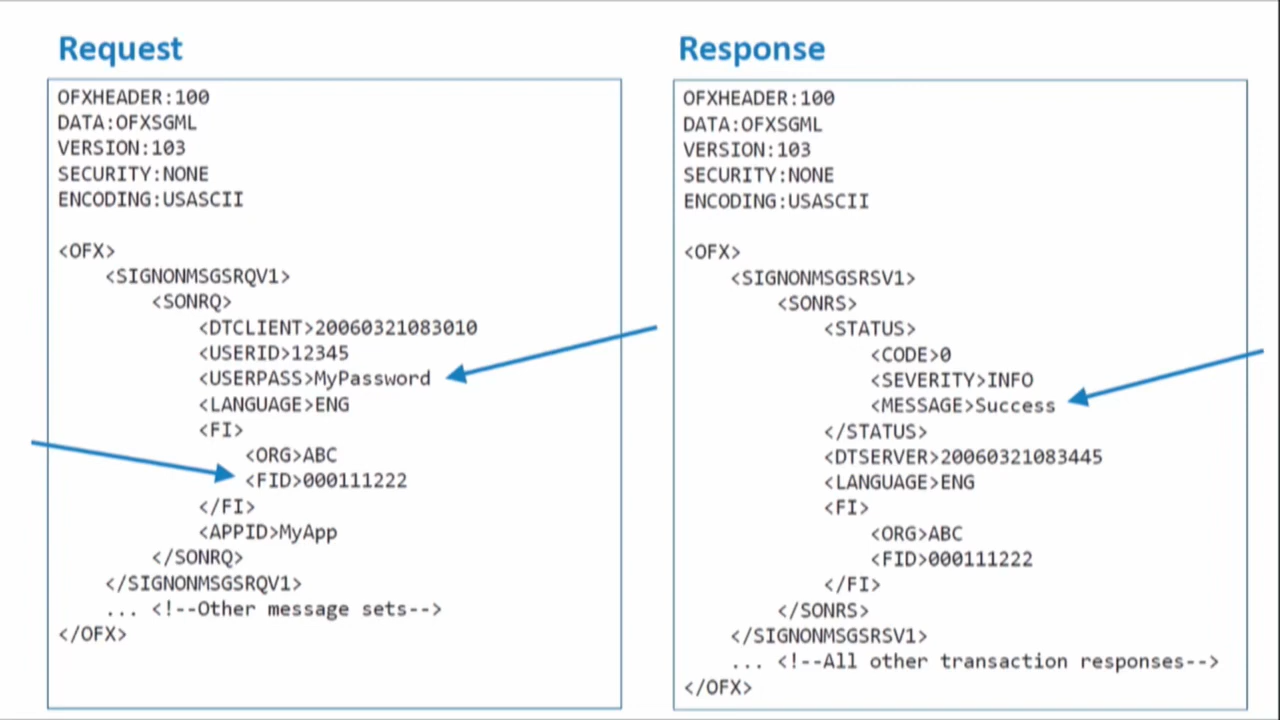 Request
OFXHEADER:100
DATA:OFXSGML
VERSION:103
SECURITY:NONE
ENCODING:USASCII
<OFX>
<SIGNONMSGSRQV1>
<SONRQ>
<DTCLIENT>20060321083010
<USERID>12345
<USERPASS>MyPassword
<LANGUAGE>ENG
<FI>
<ORG>ABC
<FID>000111222
</FI>
<APPID>MyApp
</SONRQ>
</SIGNONMSGSRQV1>
... <!--Other message sets-->
</OFX>
Response
OFXHEADER:100
DATA:OFXSGML
VERSION:103
SECURITY:NONE
ENCODING:USASCII
<OFX>
<SIGNONMSGSRSV1>
<SONRS>
<STATUS>
<CODE>0
<SEVERITY>INFO
<MESSAGE>Success
</STATUS>
<DTSERVER>20060321083445
<LANGUAGE>ENG
<FI>
<ORG>ABC
<FID>000111222
</FI>
</SONRS>
</SIGNONMSGSRSV1>
... <!--All other transaction responses-->
</OFX>